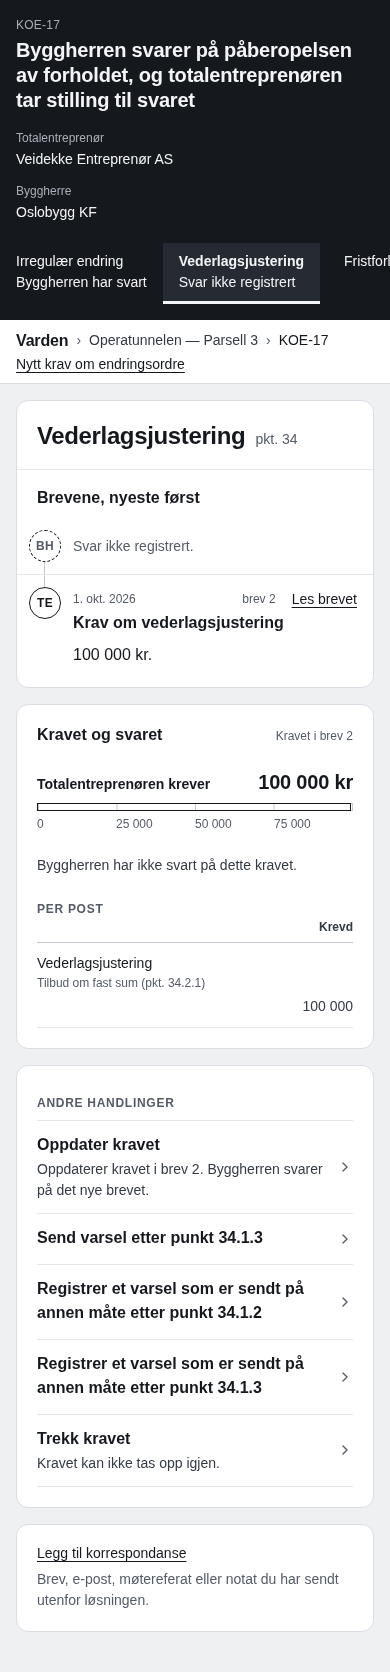 KOE-17
Byggherren svarer på påberopelsen
av forholdet, og totalentreprenøren
tar stilling til svaret
Totalentreprenør
Veidekke Entreprenør AS
Byggherre
Oslobygg KF
Irregulær endring
Byggherren har svart
Vederlagsjustering
Svar ikke registrert
Fristforl
Varden › Operatunnelen — Parsell 3 › KOE-17
Nytt krav om endringsordre
Vederlagsjustering pkt. 34
Brevene, nyeste først
BH Svar ikke registrert.
TE 1. okt. 2026 brev 2 Les brevet
Krav om vederlagsjustering
100 000 kr.
Kravet og svaret Kravet i brev 2
Totalentreprenøren krever 100 000 kr
0 25 000 50 000 75 000
Byggherren har ikke svart på dette kravet.
PER POST
Krevd
Vederlagsjustering
Tilbud om fast sum (pkt. 34.2.1)
100 000
ANDRE HANDLINGER
Oppdater kravet
Oppdaterer kravet i brev 2. Byggherren svarer
på det nye brevet.
Send varsel etter punkt 34.1.3
Registrer et varsel som er sendt på
annen måte etter punkt 34.1.2
Registrer et varsel som er sendt på
annen måte etter punkt 34.1.3
Trekk kravet
Kravet kan ikke tas opp igjen.
Legg til korrespondanse
Brev, e-post, møtereferat eller notat du har sendt
utenfor løsningen.